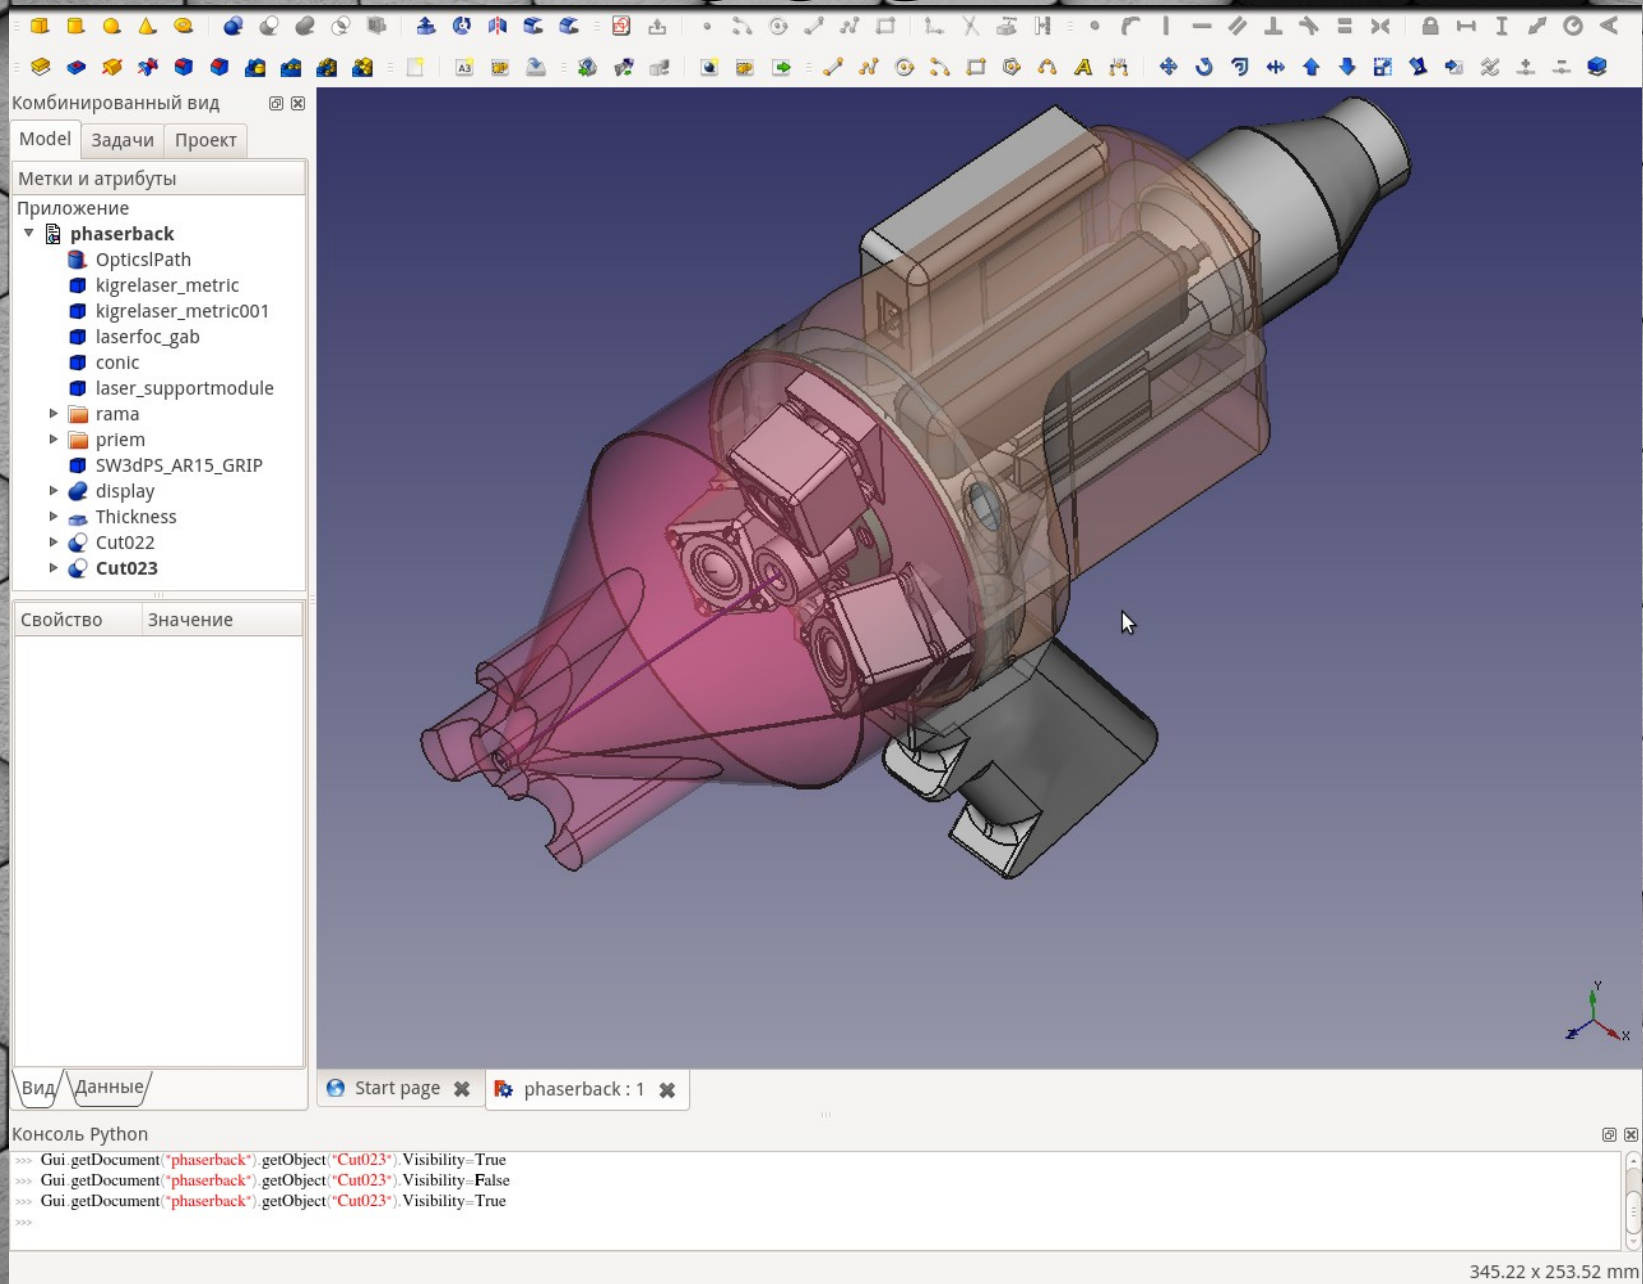 A3
Комбинированный вид
Model Задачи Проект
Метки и атрибуты
Приложение
phaserback
OpticslPath
kigrelaser_metric
kigrelaser_metric001
laserfoc_gab
conic
laser_supportmodule
rama
priem
SW3dPS_AR15_GRIP
display
Thickness
Cut022
Cut023
Свойство Значение
Y
X
Z
Вид Данные
Start page phaserback : 1
Консоль Python
>>> Gui.getDocument("phaserback").getObject("Cut023").Visibility=True
>>> Gui.getDocument("phaserback").getObject("Cut023").Visibility=False
>>> Gui.getDocument("phaserback").getObject("Cut023").Visibility=True
>>>
345.22 x 253.52 mm